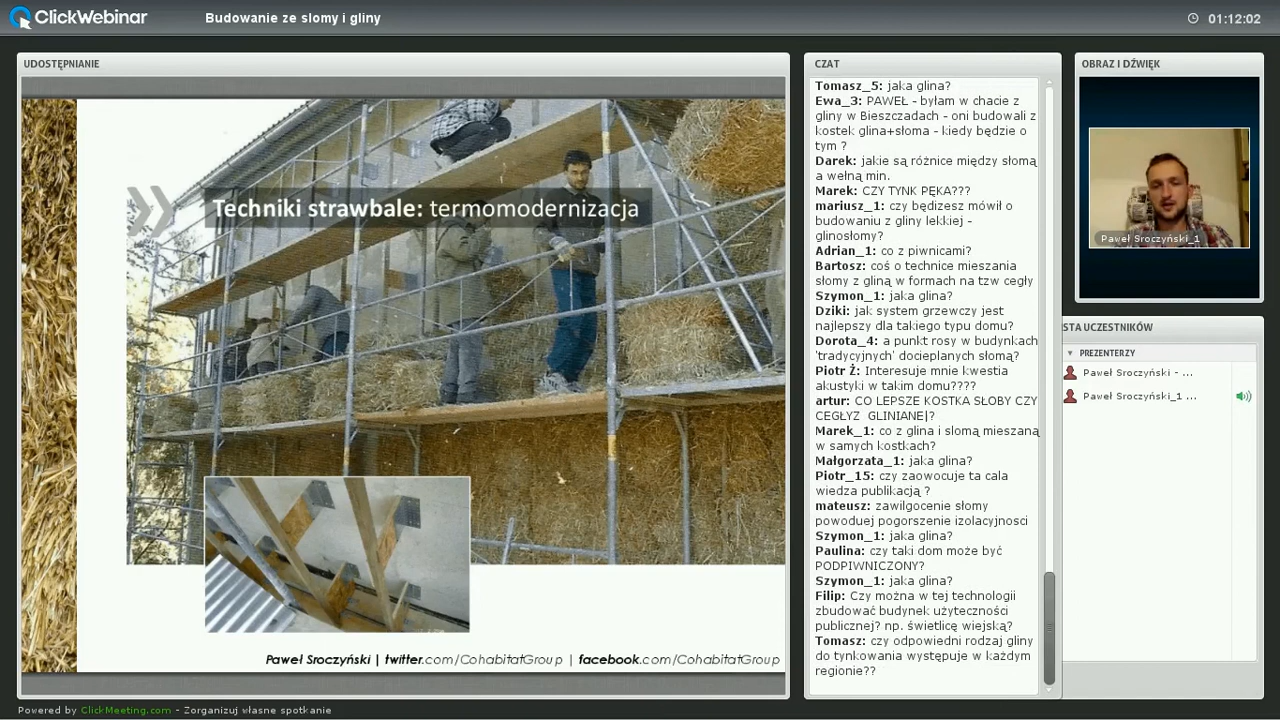 ClickWebinar
Budowanie ze slomy i gliny
01:12:02
UDOSTĘPNIANIE
Techniki strawbale: termomodernizacja
Paweł Sroczyński | twitter.com/CohabitatGroup | facebook.com/CohabitatGroup
CZAT
Tomasz_5: jaka glina?
Ewa_3: PAWEŁ - byłam w chacie z
gliny w Bieszczadach - oni budowali z
kostek glina+słoma - kiedy będzie o
tym ?
Darek: jakie są różnice między słomą
a wełną min.
Marek: CZY TYNK PĘKA???
mariusz_1: czy będziesz mówił o
budowaniu z gliny lekkiej -
glinosłomy?
Adrian_1: co z piwnicami?
Bartosz: coś o technice mieszania
słomy z gliną w formach na tzw cegły
Szymon_1: jaka glina?
Dziki: jak system grzewczy jest
najlepszy dla takiego typu domu?
Dorota_4: a punkt rosy w budynkach
'tradycyjnych' docieplanych słomą?
Piotr Ż: Interesuje mnie kwestia
akustyki w takim domu????
artur: CO LEPSZE KOSTKA SŁOBY CZY
CEGŁYZ GLINIANE|?
Marek_1: co z glina i slomą mieszaną
w samych kostkach?
Małgorzata_1: jaka glina?
Piotr_15: czy zaowocuje ta cala
wiedza publikacją ?
mateusz: zawilgocenie słomy
powoduej pogorszenie izolacyjnosci
Szymon_1: jaka glina?
Paulina: czy taki dom może być
PODPIWNICZONY?
Szymon_1: jaka glina?
Filip: Czy można w tej technologii
zbudować budynek użyteczności
publicznej? np. świetlicę wiejską?
Tomasz: czy odpowiedni rodzaj gliny
do tynkowania występuje w każdym
regionie??
OBRAZ I DŹWIĘK
Paweł Sroczyński_1
STA UCZESTNIKÓW
PREZENTERZY
Paweł Sroczyński - ...
Paweł Sroczyński_1 ...
Powered by ClickMeeting.com - Zorganizuj własne spotkanie